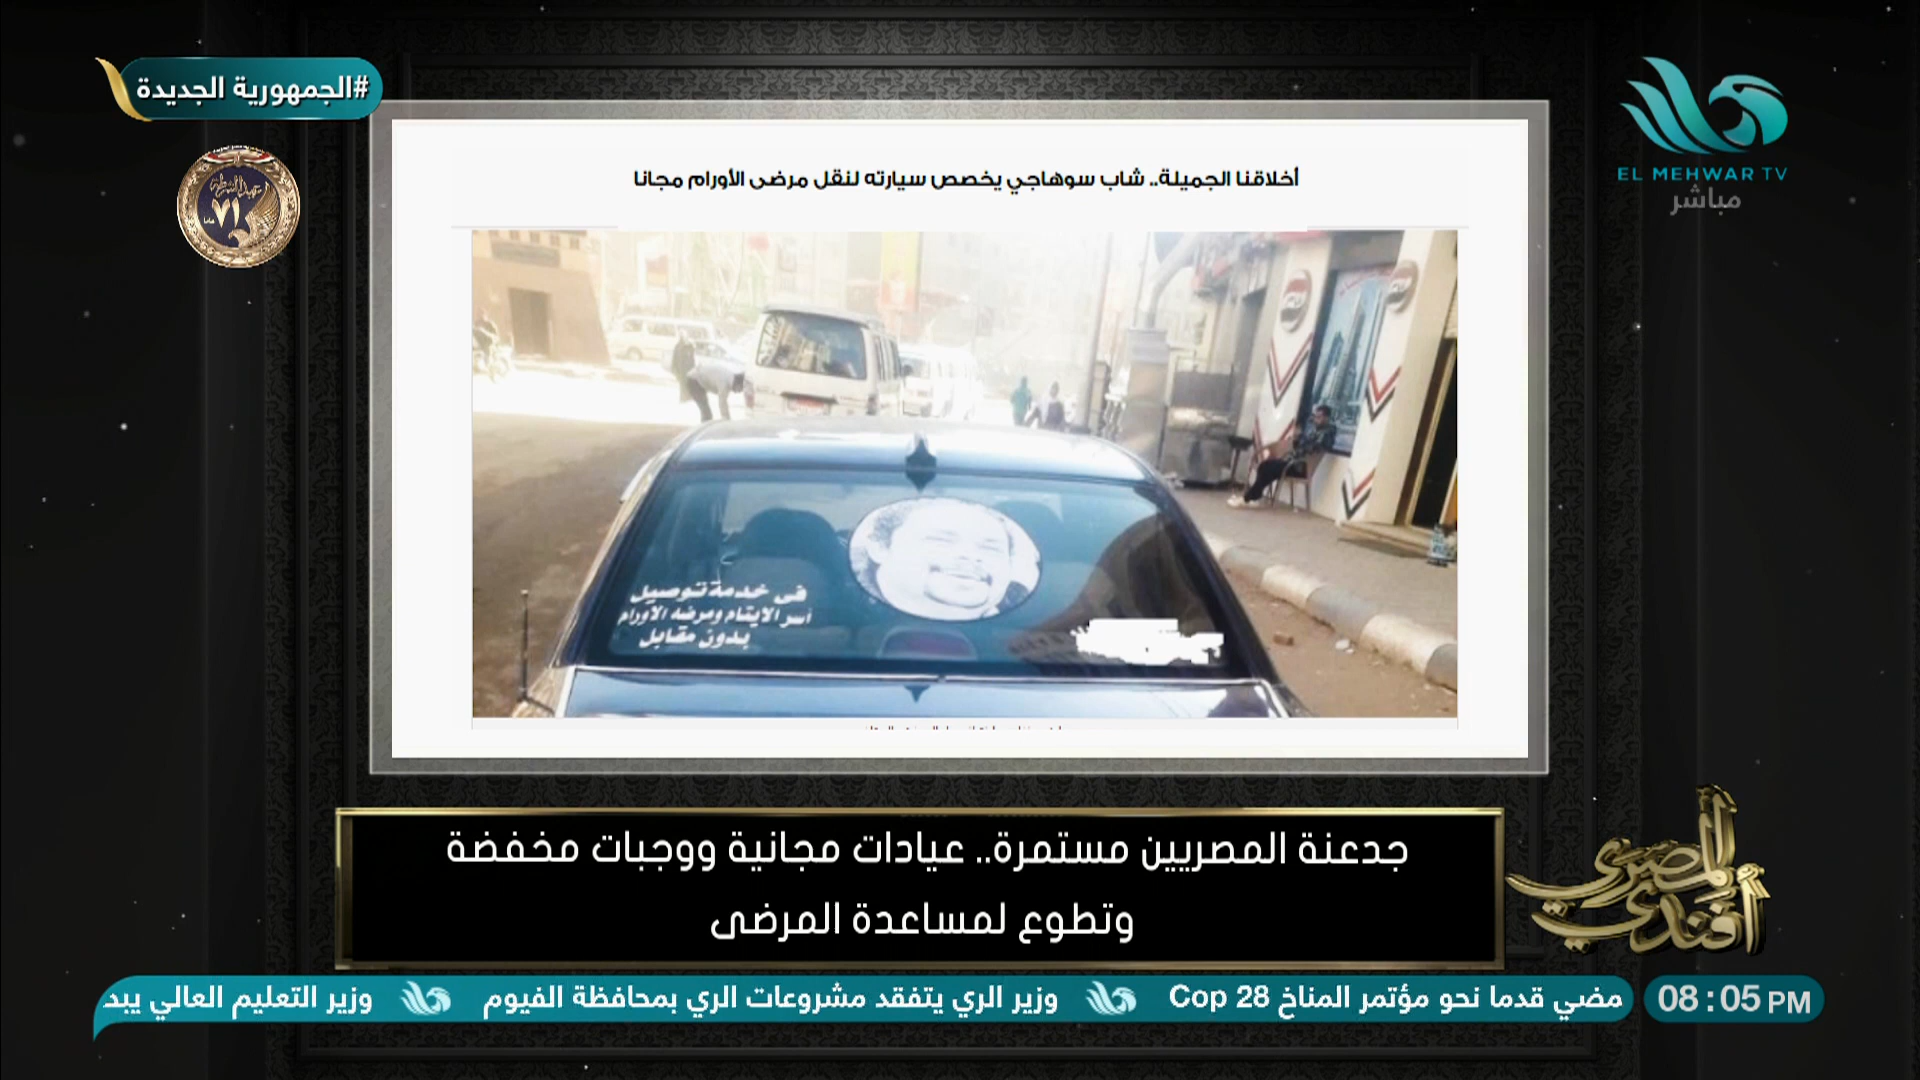 #الجمهورية الجديدة
EL MEHWAR TV
مباشر
٧١
أخلاقنا الجميلة.. شاب سوهاجي يخصص سيارته لنقل مرضى الأورام مجانا
فى خدمة توصيل
أسر الايتام ومرضه الاورام
بدون مقابل
جدعنة المصريين مستمرة.. عيادات مجانية ووجبات مخفضة
وتطوع لمساعدة المرضى
المصري
أفندي
مضي قدما نحو مؤتمر المناخ Cop 28 وزير الري يتفقد مشروعات الري بمحافظة الفيوم وزير التعليم العالي يبد
08:05 PM